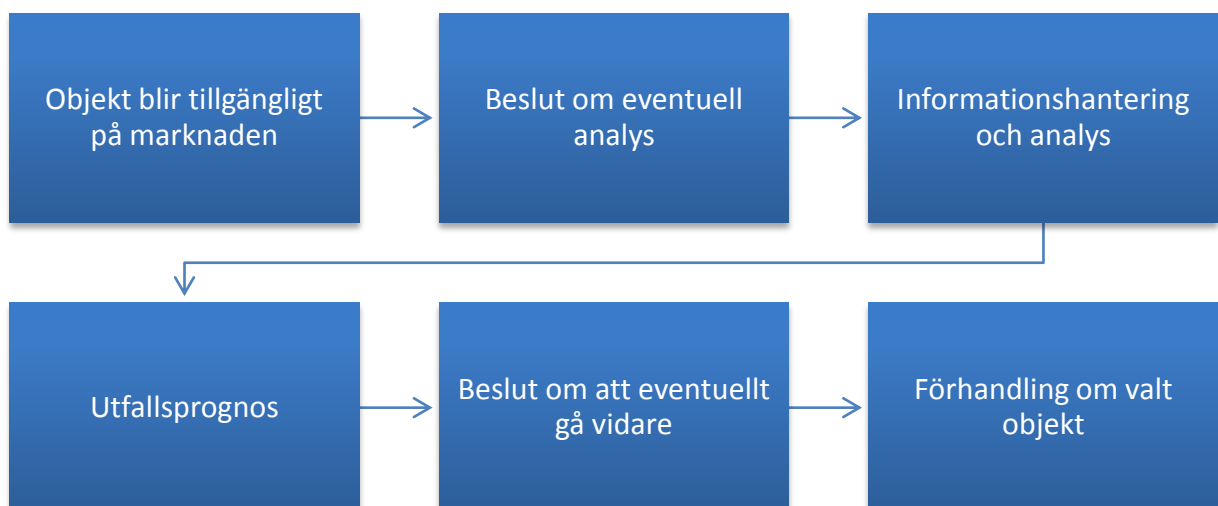 Objekt blir tillgängligt
på marknaden
Beslut om eventuell
analys
Informationshantering
och analys
Utfallsprognos
Beslut om att eventuellt
gå vidare
Förhandling om valt
objekt